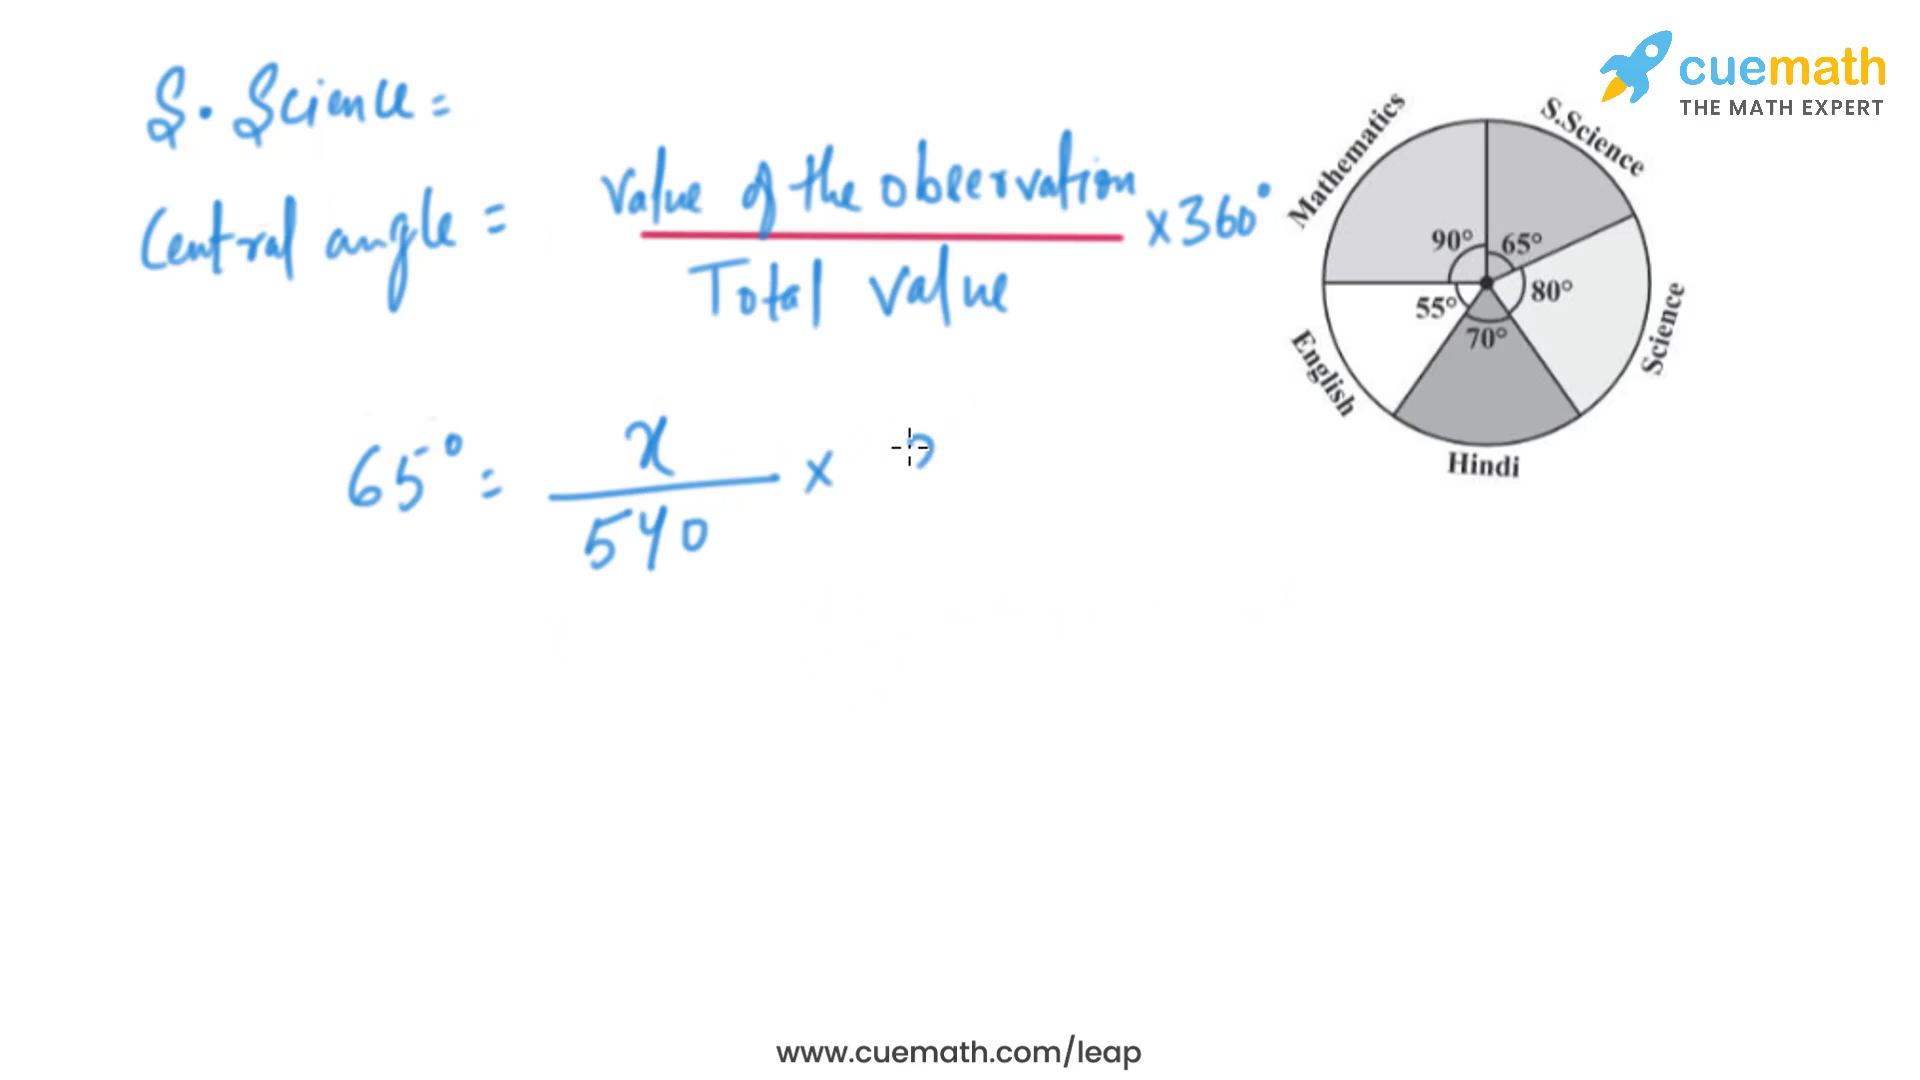 cuemath
THE MATH EXPERT
S. Science =
Central angle = Value of the observation / Total value × 360°
65° = x / 540 ×
Mathematics
S.Science
Science
Hindi
English
90°
65°
80°
55°
70°
www.cuemath.com/leap